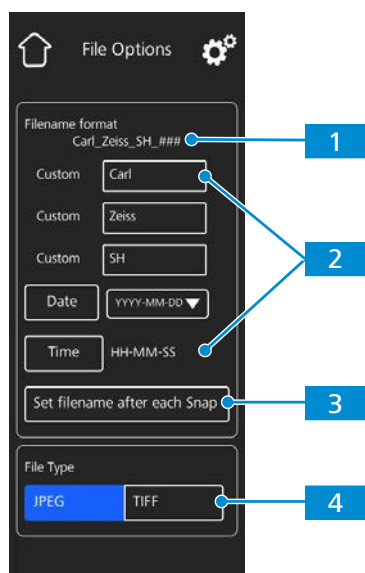 File Options
Filename format
Carl_Zeiss_SH_###
1
Custom Carl
Custom Zeiss
2
Custom SH
Date YYYY-MM-DD
Time HH-MM-SS
Set filename after each Snap
3
File Type
JPEG TIFF
4